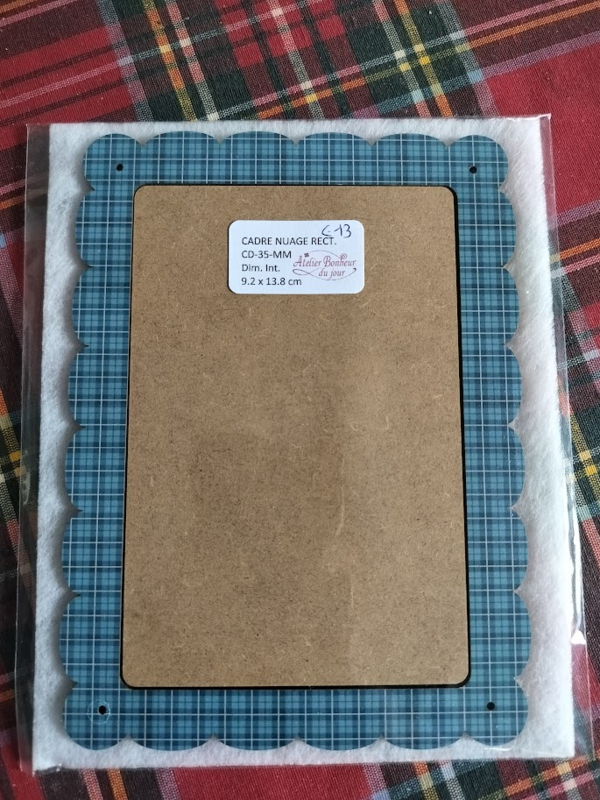 C-13
CADRE NUAGE RECT.
CD-35-MM
Dim. Int.
9.2 x 13.8 cm
Atelier Bonheur
du jour